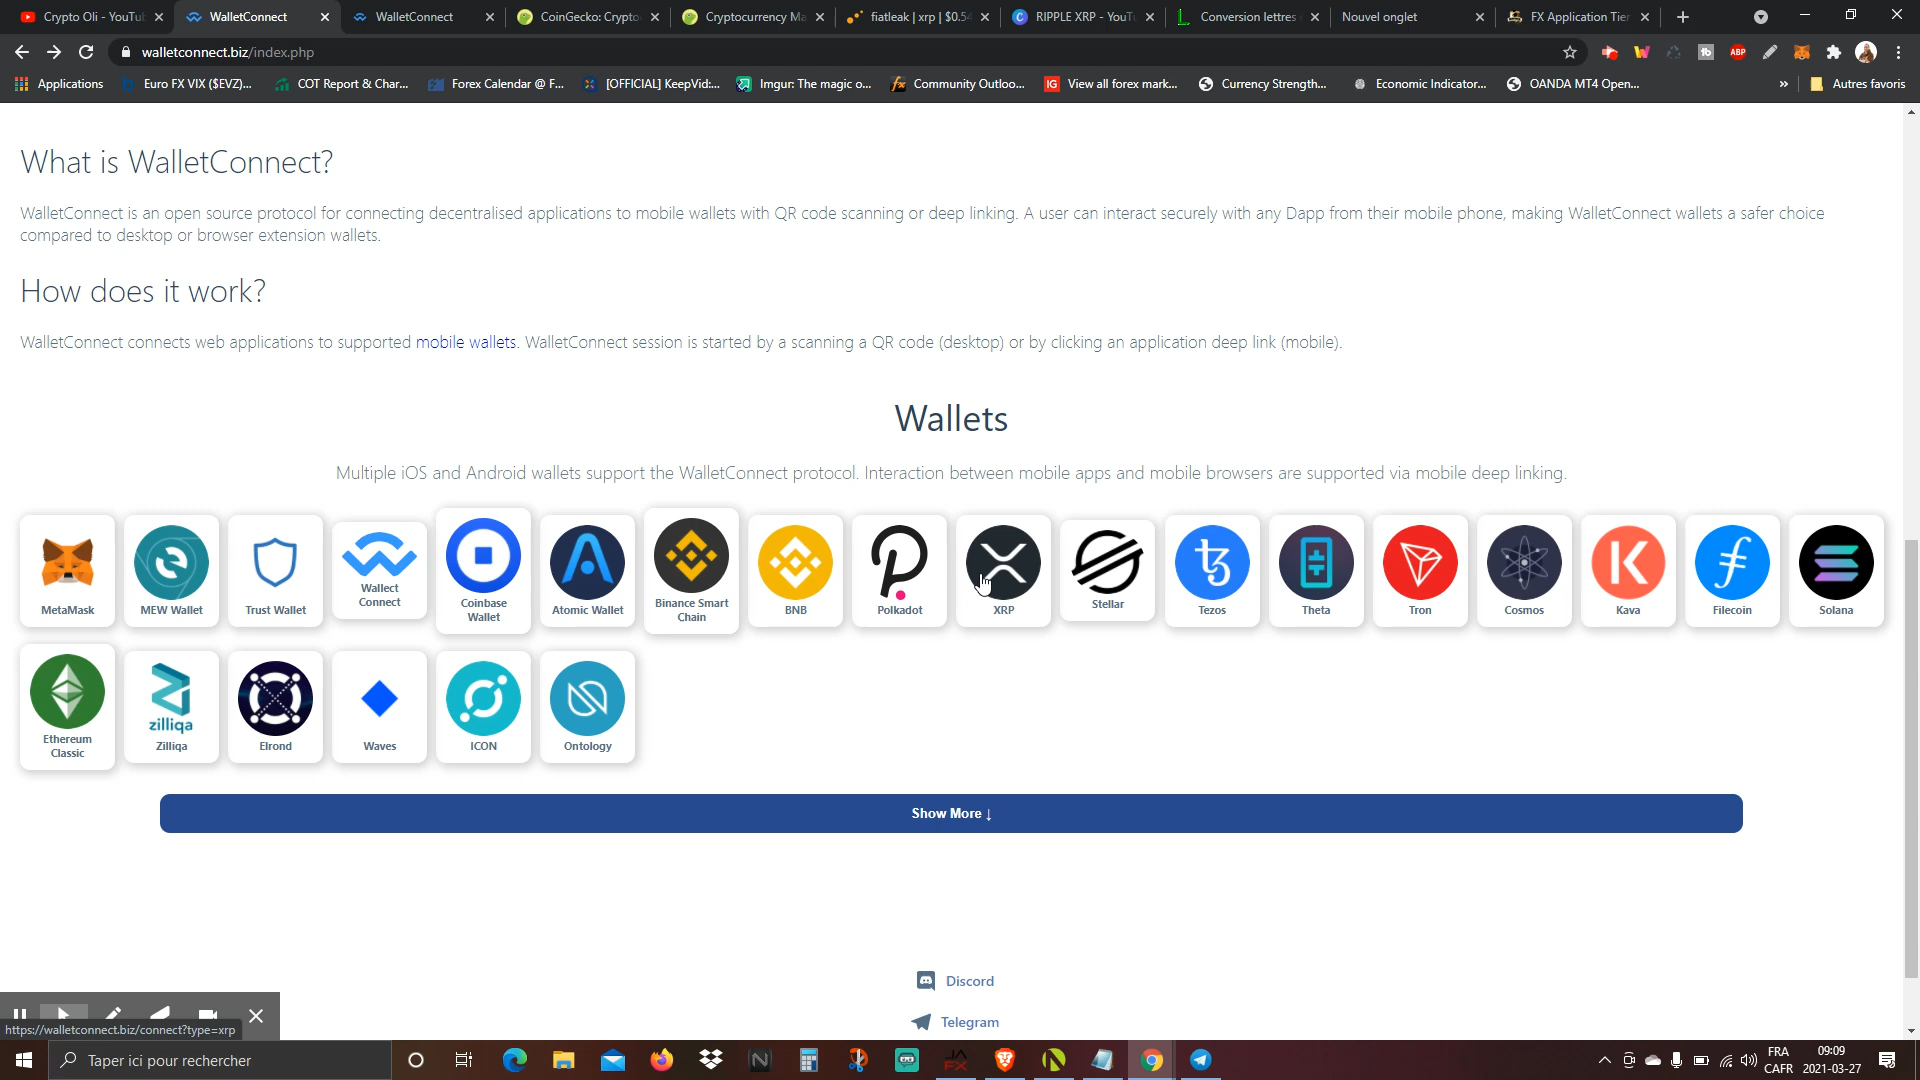 Crypto Oli - YouTu
WalletConnect
WalletConnect
CoinGecko: Crypto
Cryptocurrency Ma
fiatleak | xrp | $0.54
RIPPLE XRP - YouT
Conversion lettres
Nouvel onglet
FX Application Tier
walletconnect.biz/index.php
Applications
Euro FX VIX ($EVZ)...
COT Report & Char...
Forex Calendar @ F...
[OFFICIAL] KeepVid:...
Imgur: The magic o...
Community Outloo...
View all forex mark...
Currency Strength...
Economic Indicator...
OANDA MT4 Open...
»
Autres favoris
What is WalletConnect?
WalletConnect is an open source protocol for connecting decentralised applications to mobile wallets with QR code scanning or deep linking. A user can interact securely with any Dapp from their mobile phone, making WalletConnect wallets a safer choice
compared to desktop or browser extension wallets.
How does it work?
WalletConnect connects web applications to supported mobile wallets. WalletConnect session is started by a scanning a QR code (desktop) or by clicking an application deep link (mobile).
Wallets
Multiple iOS and Android wallets support the WalletConnect protocol. Interaction between mobile apps and mobile browsers are supported via mobile deep linking.
MetaMask
MEW Wallet
Trust Wallet
Wallect
Connect
Coinbase
Wallet
Atomic Wallet
Binance Smart
Chain
BNB
Polkadot
XRP
Stellar
Tezos
Theta
Tron
Cosmos
Kava
Filecoin
Solana
Ethereum
Classic
zilliqa
Zilliqa
Elrond
Waves
ICON
Ontology
Show More ↓
Discord
Telegram
https://walletconnect.biz/connect?type=xrp
Taper ici pour rechercher
FRA
CAFR
09:09
2021-03-27